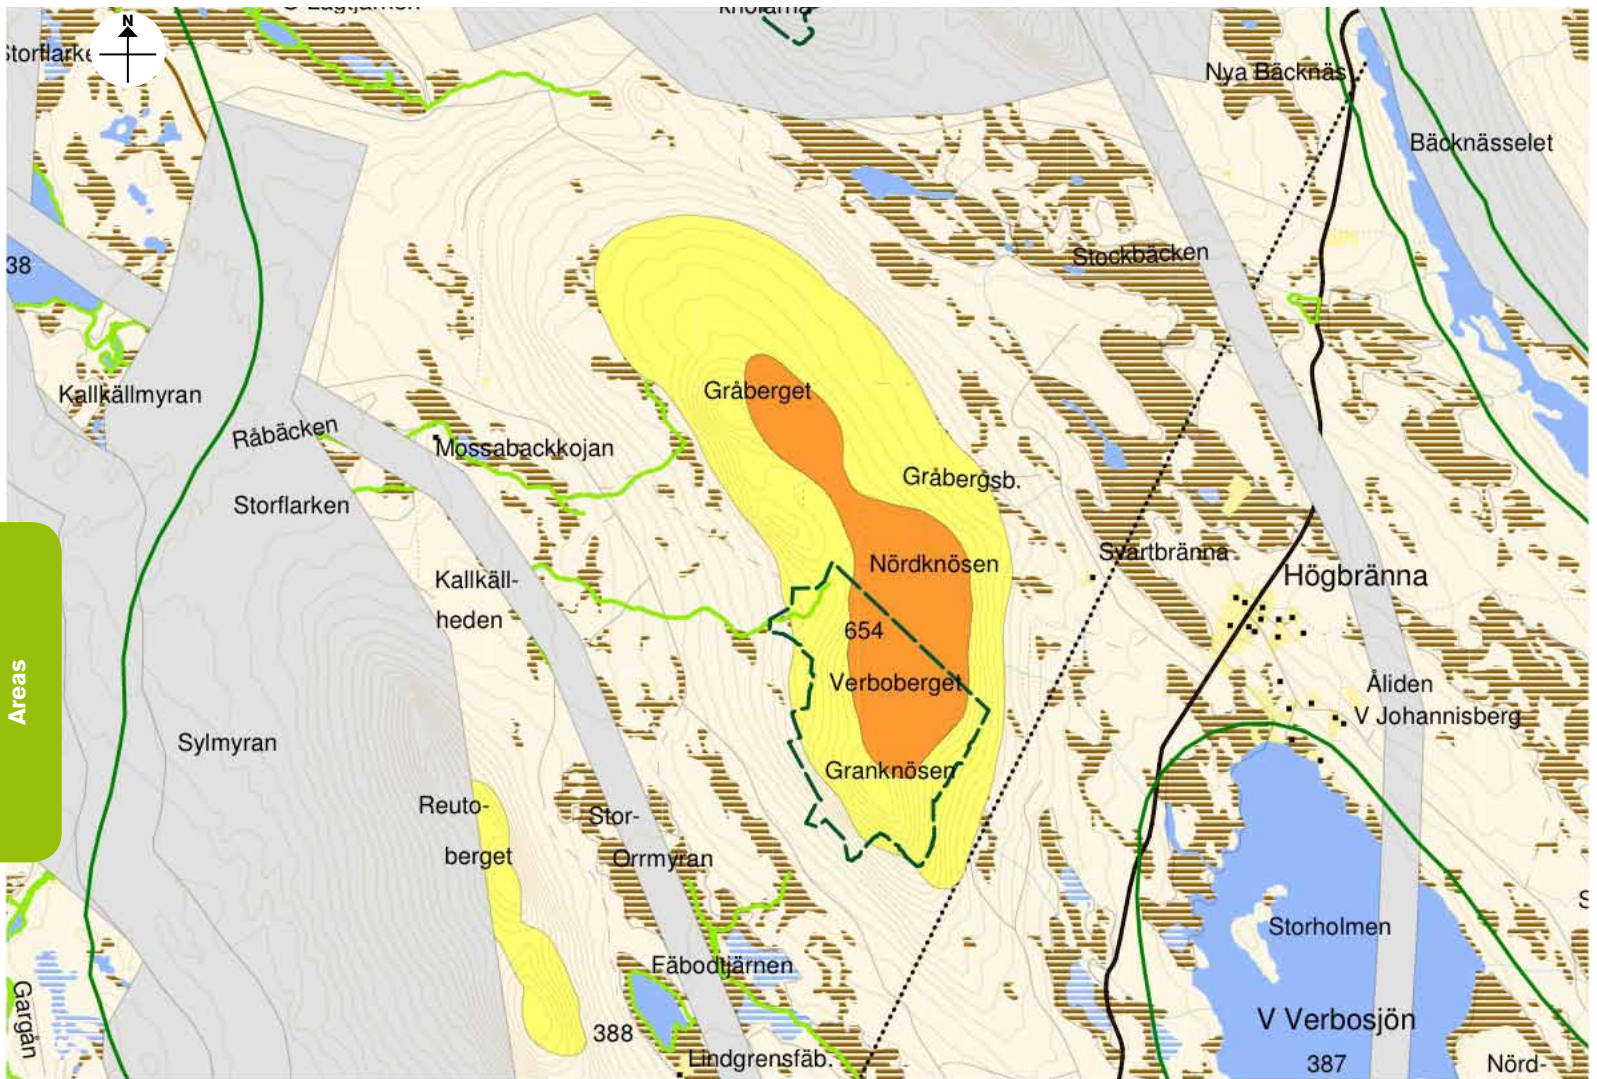 N
Storflarke
Nya Bäcknäs
Bäcknässelet
Stockbäcken
38
Kallkällmyran
Gråberget
Råbäcken
Mossabackkojan
Gråbergsb.
Storflarken
Svartbränna
Nördknösen
Högbränna
Kallkäll-
heden
654
Verboberget
Åliden
V Johannisberg
Areas
Sylmyran
Granknösen
Reuto-
berget
Stor-
Orrmyran
Storholmen
Fäbodtjärnen
Gargån
388
V Verbosjön
Lindgrensfäb.
387
Nörd-
S